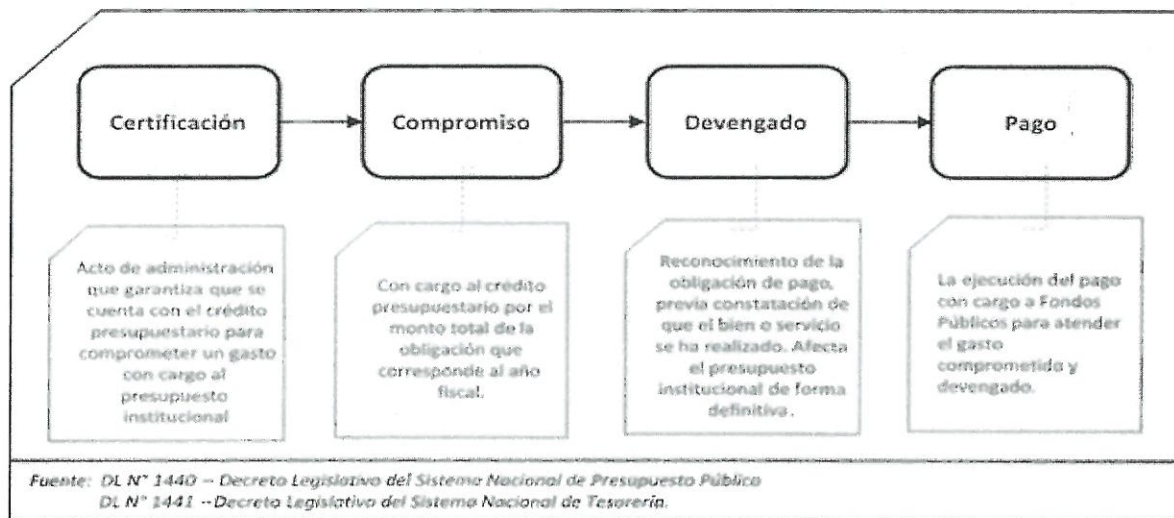 Certificación
Compromiso
Devengado
Pago
Acto de administración
que garantiza que se
cuenta con el crédito
presupuestario para
comprometer un gasto
con cargo al
presupuesto
institucional
Con cargo al crédito
presupuestario por el
monto total de la
obligación que
corresponde al año
fiscal.
Reconocimiento de la
obligación de pago,
previa constatación de
que el bien o servicio
se ha realizado. Afecta
el presupuesto
institucional de forma
definitiva.
La ejecución del pago
con cargo a Fondos
Públicos para atender
el gasto
comprometido y
devengado.
Fuente: DL N° 1440 – Decreto Legislativo del Sistema Nacional de Presupuesto Público
DL N° 1441 – Decreto Legislativo del Sistema Nacional de Tesorería.